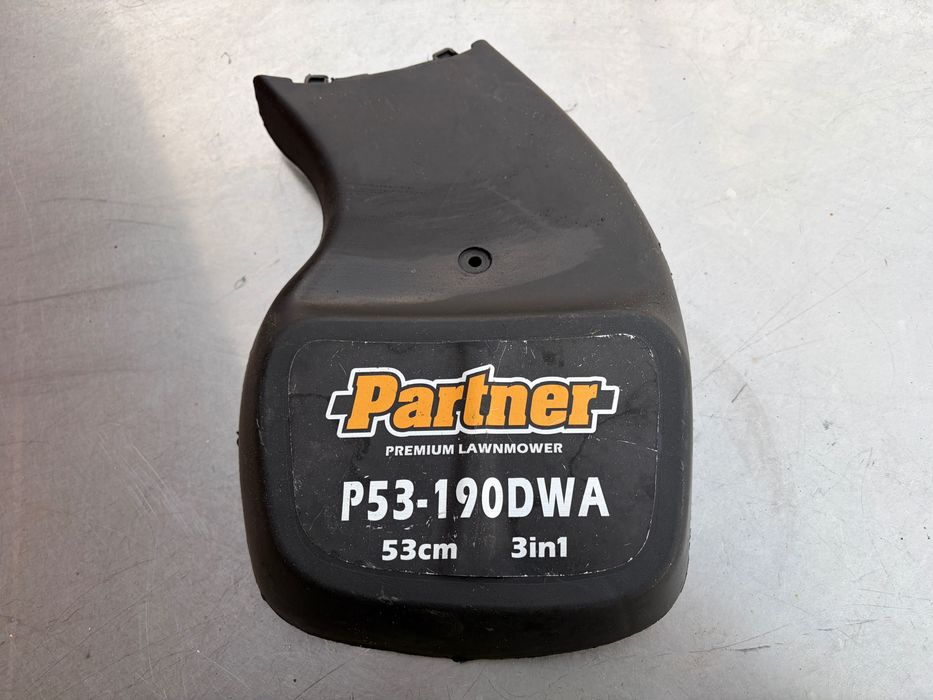 Partner
PREMIUM LAWNMOWER
P53-190DWA
53cm 3in1